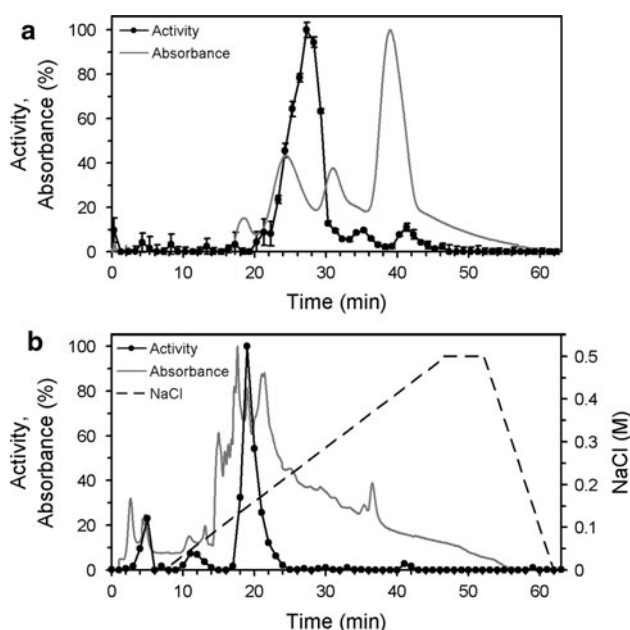 a
Activity
Absorbance
Activity,
Absorbance (%)
100
80
60
40
20
0
0 10 20 30 40 50 60
Time (min)
b
Activity
Absorbance
NaCl
Activity,
Absorbance (%)
100
80
60
40
20
0
0.5
0.4
0.3
0.2
0.1
0
NaCl (M)
0 10 20 30 40 50 60
Time (min)